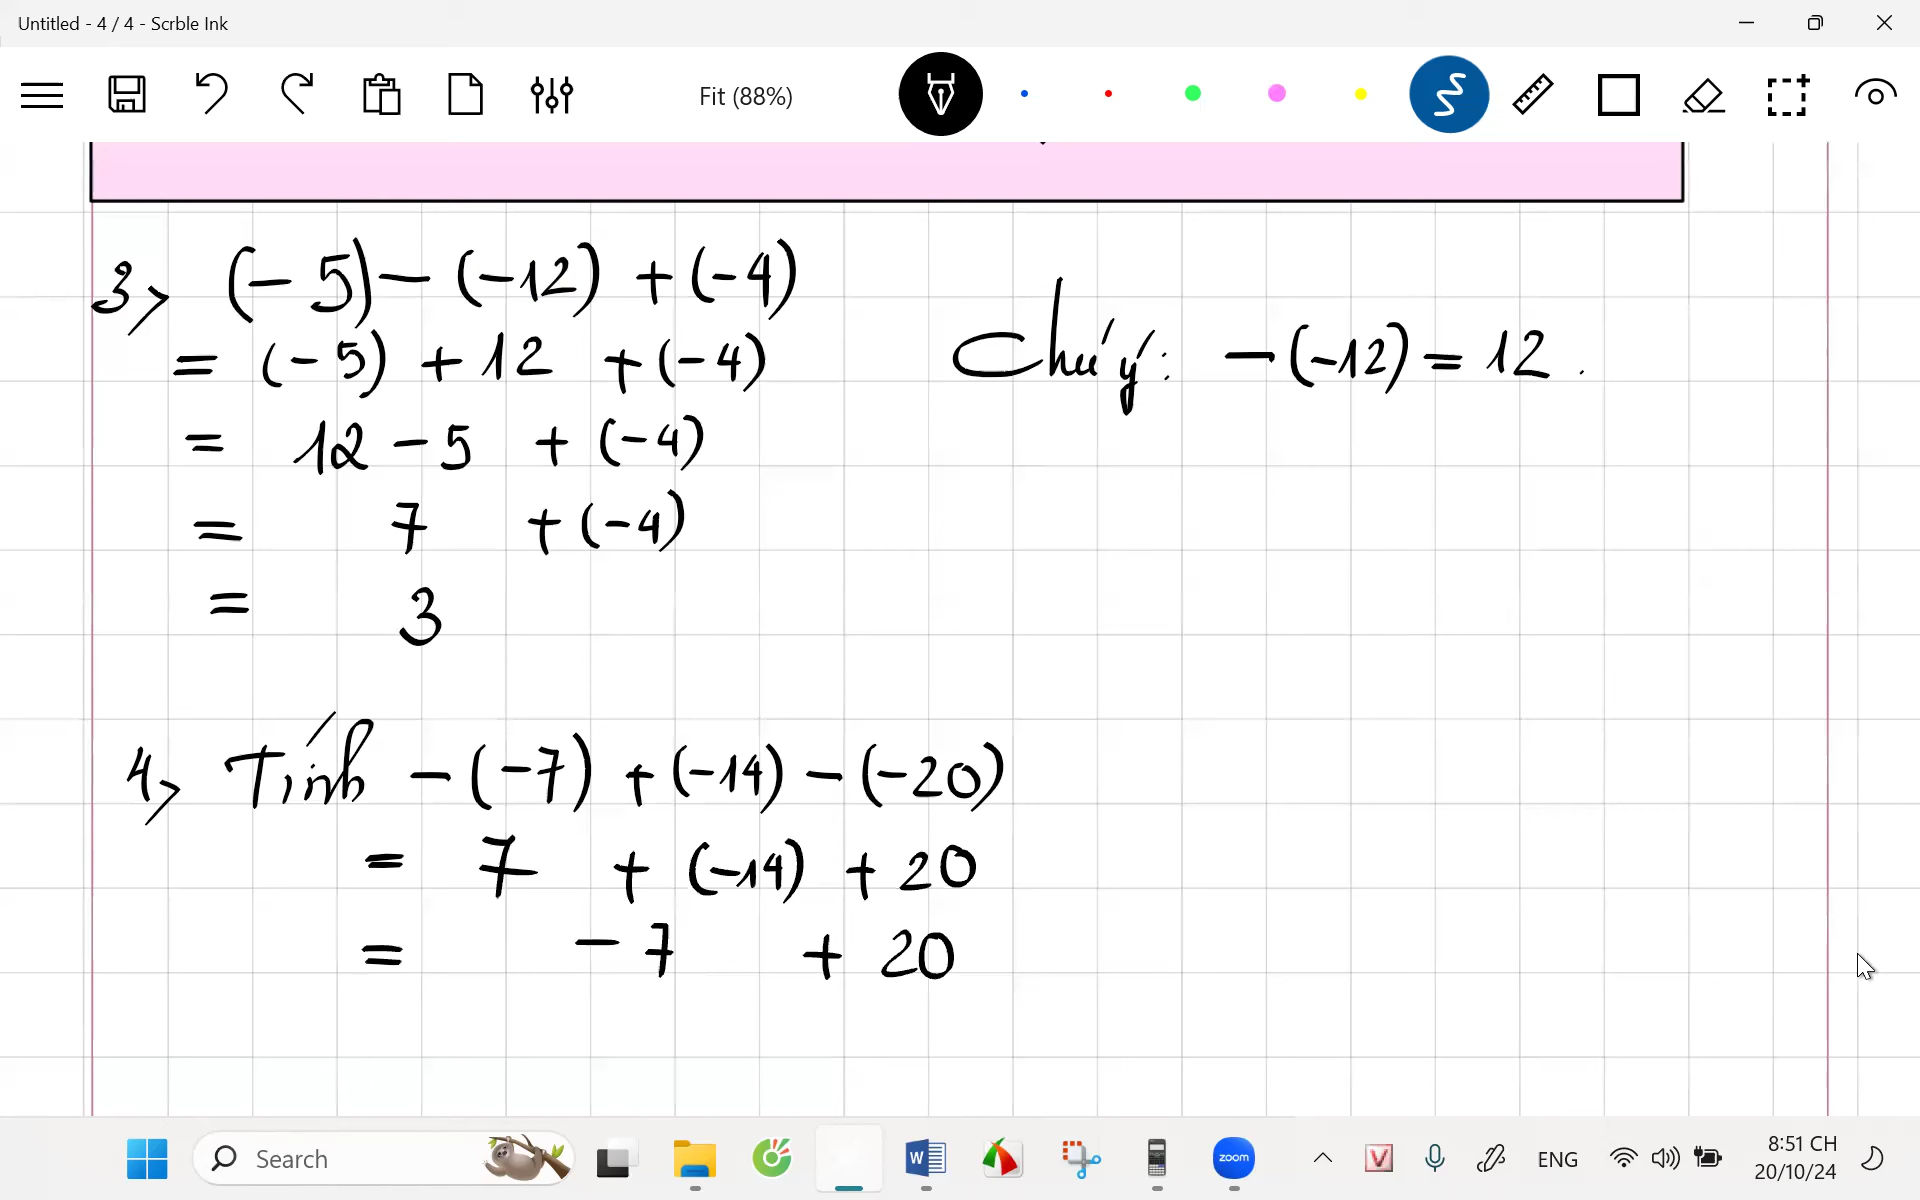 Untitled - 4 / 4 - Scrble Ink
Fit (88%)
3> (-5) - (-12) + (-4)
= (-5) + 12 + (-4)
Chú ý: -(-12) = 12.
= 12 - 5 + (-4)
= 7 + (-4)
= 3
4> Tính -(-7) + (-14) - (-20)
= 7 + (-14) + 20
= -7 + 20
Search
W
zoom
V
ENG
8:51 CH
20/10/24